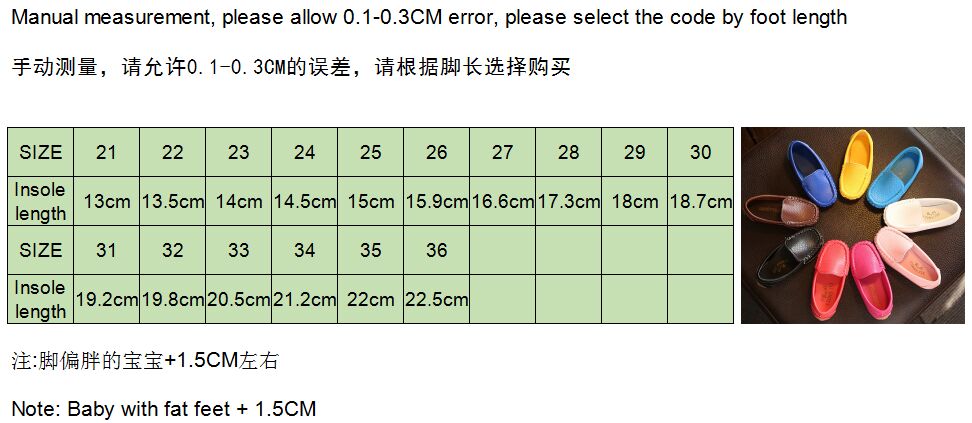 Manual measurement, please allow 0.1-0.3CM error, please select the code by foot length
手动测量，请允许0.1-0.3CM的误差，请根据脚长选择购买
SIZE 21 22 23 24 25 26 27 28 29 30
Insole length 13cm 13.5cm 14cm 14.5cm 15cm 15.9cm 16.6cm 17.3cm 18cm 18.7cm
SIZE 31 32 33 34 35 36
Insole length 19.2cm 19.8cm 20.5cm 21.2cm 22cm 22.5cm
注:脚偏胖的宝宝+1.5CM左右
Note: Baby with fat feet + 1.5CM